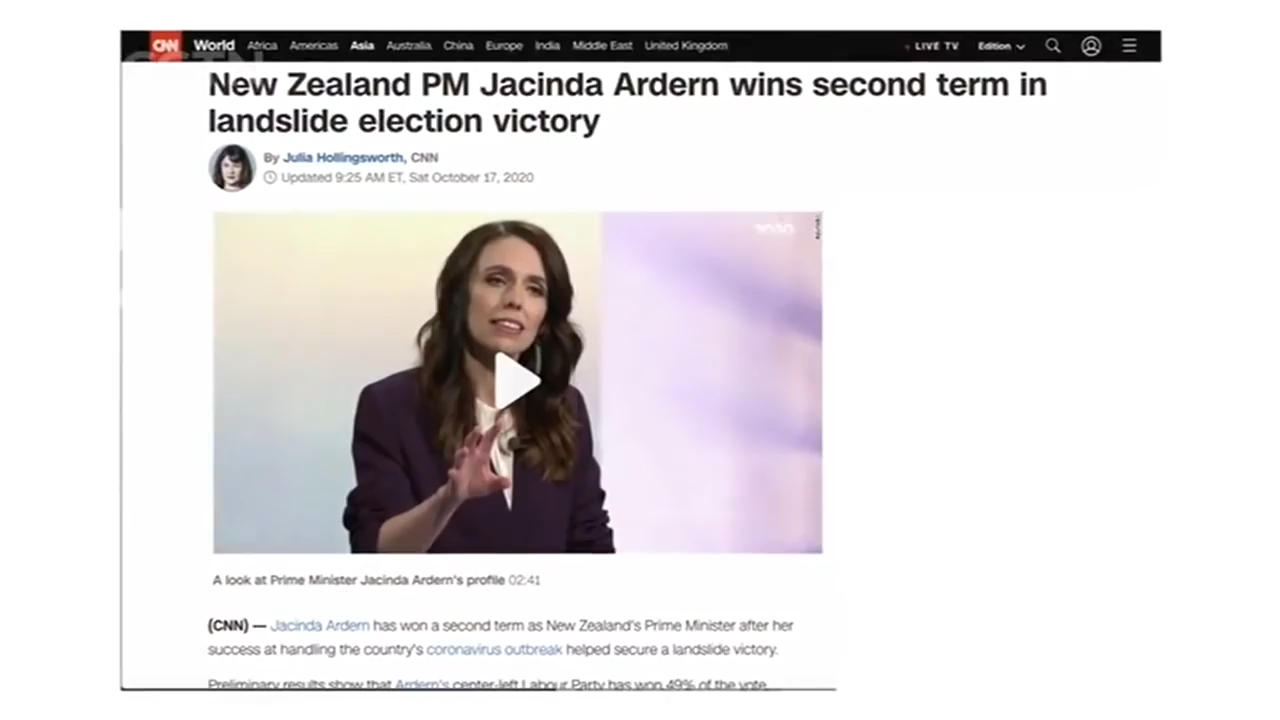 CNN World Africa Americas Asia Australia China Europe India Middle East United Kingdom LIVE TV Edition
CGTN
New Zealand PM Jacinda Ardern wins second term in
landslide election victory
By Julia Hollingsworth, CNN
Updated 9:25 AM ET, Sat October 17, 2020
A look at Prime Minister Jacinda Ardern's profile 02:41
(CNN) — Jacinda Ardern has won a second term as New Zealand's Prime Minister after her
success at handling the country's coronavirus outbreak helped secure a landslide victory.
Preliminary results show that Ardern's center-left Labour Party has won 49% of the vote,